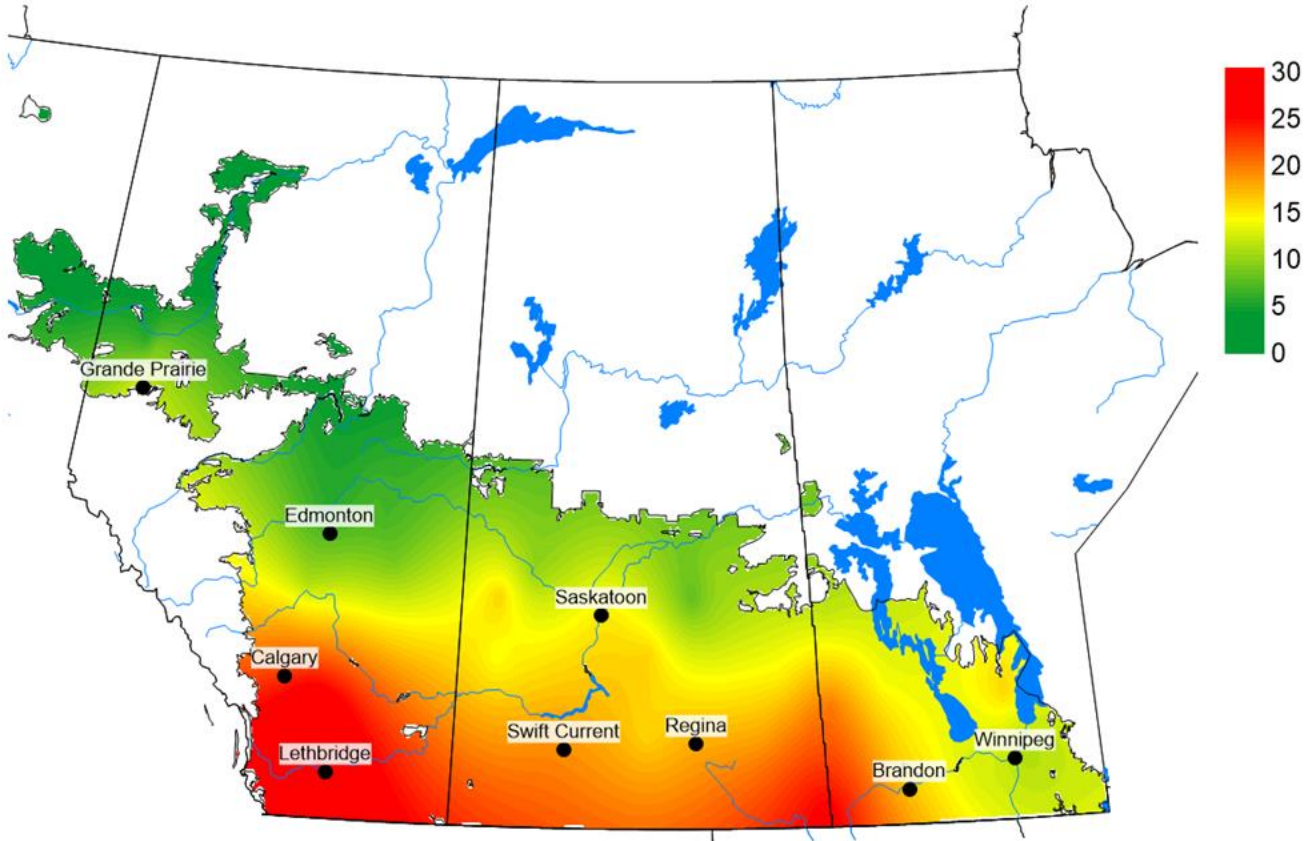 30
25
20
15
10
5
0
Grande Prairie
Edmonton
Saskatoon
Calgary
Swift Current
Regina
Lethbridge
Winnipeg
Brandon